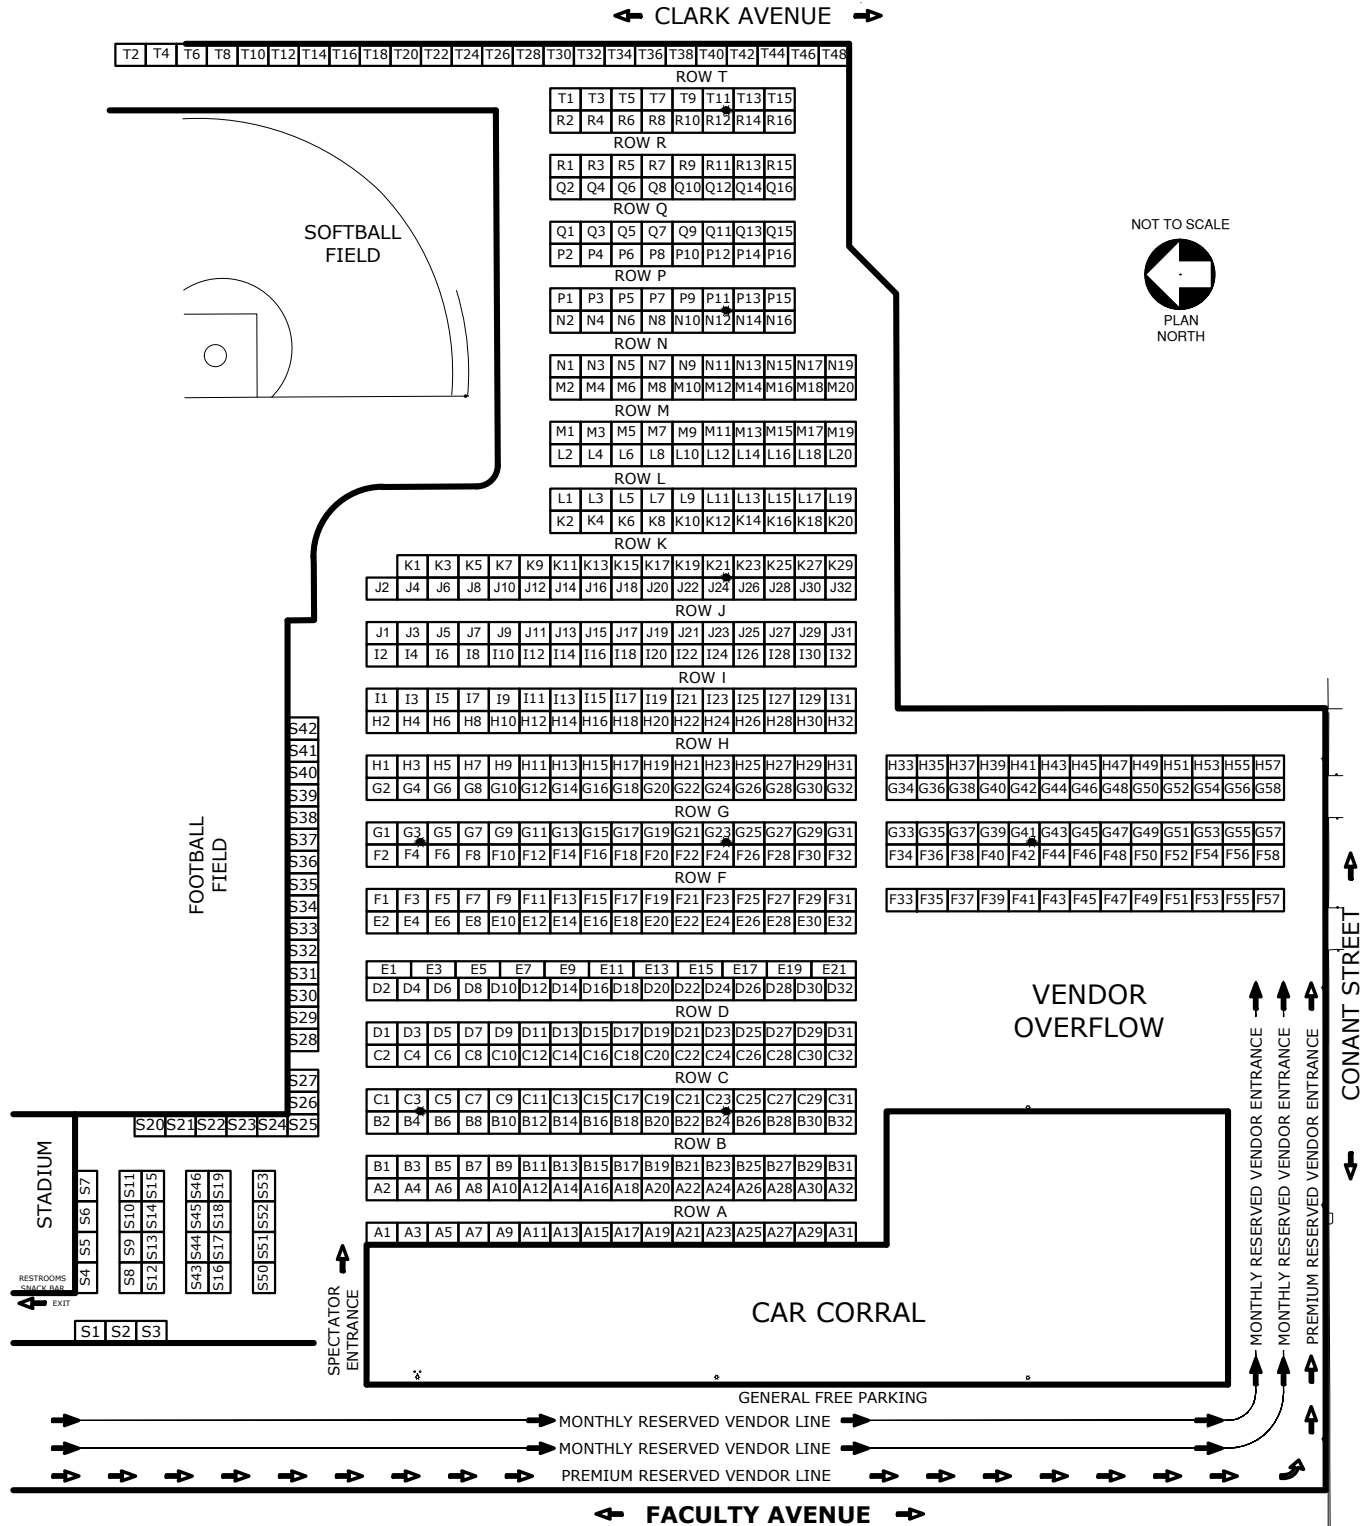 CLARK AVENUE
T2 T4 T6 T8 T10 T12 T14 T16 T18 T20 T22 T24 T26 T28 T30 T32 T34 T36 T38 T40 T42 T44 T46 T48
ROW T
T1 T3 T5 T7 T9 T11 T13 T15
R2 R4 R6 R8 R10 R12 R14 R16
ROW R
R1 R3 R5 R7 R9 R11 R13 R15
Q2 Q4 Q6 Q8 Q10 Q12 Q14 Q16
ROW Q
Q1 Q3 Q5 Q7 Q9 Q11 Q13 Q15
P2 P4 P6 P8 P10 P12 P14 P16
ROW P
P1 P3 P5 P7 P9 P11 P13 P15
N2 N4 N6 N8 N10 N12 N14 N16
ROW N
N1 N3 N5 N7 N9 N11 N13 N15 N17 N19
M2 M4 M6 M8 M10 M12 M14 M16 M18 M20
ROW M
M1 M3 M5 M7 M9 M11 M13 M15 M17 M19
L2 L4 L6 L8 L10 L12 L14 L16 L18 L20
ROW L
L1 L3 L5 L7 L9 L11 L13 L15 L17 L19
K2 K4 K6 K8 K10 K12 K14 K16 K18 K20
ROW K
K1 K3 K5 K7 K9 K11 K13 K15 K17 K19 K21 K23 K25 K27 K29
J2 J4 J6 J8 J10 J12 J14 J16 J18 J20 J22 J24 J26 J28 J30 J32
ROW J
J1 J3 J5 J7 J9 J11 J13 J15 J17 J19 J21 J23 J25 J27 J29 J31
I2 I4 I6 I8 I10 I12 I14 I16 I18 I20 I22 I24 I26 I28 I30 I32
ROW I
I1 I3 I5 I7 I9 I11 I13 I15 I17 I19 I21 I23 I25 I27 I29 I31
H2 H4 H6 H8 H10 H12 H14 H16 H18 H20 H22 H24 H26 H28 H30 H32
ROW H
H1 H3 H5 H7 H9 H11 H13 H15 H17 H19 H21 H23 H25 H27 H29 H31
G2 G4 G6 G8 G10 G12 G14 G16 G18 G20 G22 G24 G26 G28 G30 G32
ROW G
G1 G3 G5 G7 G9 G11 G13 G15 G17 G19 G21 G23 G25 G27 G29 G31
F2 F4 F6 F8 F10 F12 F14 F16 F18 F20 F22 F24 F26 F28 F30 F32
ROW F
F1 F3 F5 F7 F9 F11 F13 F15 F17 F19 F21 F23 F25 F27 F29 F31
E2 E4 E6 E8 E10 E12 E14 E16 E18 E20 E22 E24 E26 E28 E30 E32
E1 E3 E5 E7 E9 E11 E13 E15 E17 E19 E21
D2 D4 D6 D8 D10 D12 D14 D16 D18 D20 D22 D24 D26 D28 D30 D32
ROW D
D1 D3 D5 D7 D9 D11 D13 D15 D17 D19 D21 D23 D25 D27 D29 D31
C2 C4 C6 C8 C10 C12 C14 C16 C18 C20 C22 C24 C26 C28 C30 C32
ROW C
C1 C3 C5 C7 C9 C11 C13 C15 C17 C19 C21 C23 C25 C27 C29 C31
B2 B4 B6 B8 B10 B12 B14 B16 B18 B20 B22 B24 B26 B28 B30 B32
ROW B
B1 B3 B5 B7 B9 B11 B13 B15 B17 B19 B21 B23 B25 B27 B29 B31
A2 A4 A6 A8 A10 A12 A14 A16 A18 A20 A22 A24 A26 A28 A30 A32
ROW A
A1 A3 A5 A7 A9 A11 A13 A15 A17 A19 A21 A23 A25 A27 A29 A31
H33 H35 H37 H39 H41 H43 H45 H47 H49 H51 H53 H55 H57
G34 G36 G38 G40 G42 G44 G46 G48 G50 G52 G54 G56 G58
G33 G35 G37 G39 G41 G43 G45 G47 G49 G51 G53 G55 G57
F34 F36 F38 F40 F42 F44 F46 F48 F50 F52 F54 F56 F58
F33 F35 F37 F39 F41 F43 F45 F47 F49 F51 F53 F55 F57
SOFTBALL
FIELD
NOT TO SCALE
PLAN
NORTH
FOOTBALL
FIELD
S42
S41
S40
S39
S38
S37
S36
S35
S34
S33
S32
S31
S30
S29
S28
S27
S26
S20 S21 S22 S23 S24 S25
STADIUM
S7 S11 S15 S46 S19 S53
S6 S10 S14 S45 S18 S52
S5 S9 S13 S44 S17 S51
S4 S8 S12 S43 S16 S50
RESTROOMS
SNACK BAR
EXIT
S1 S2 S3
SPECTATOR
ENTRANCE
VENDOR
OVERFLOW
CAR CORRAL
MONTHLY RESERVED VENDOR ENTRANCE
MONTHLY RESERVED VENDOR ENTRANCE
PREMIUM RESERVED VENDOR ENTRANCE
CONANT STREET
GENERAL FREE PARKING
MONTHLY RESERVED VENDOR LINE
MONTHLY RESERVED VENDOR LINE
PREMIUM RESERVED VENDOR LINE
FACULTY AVENUE